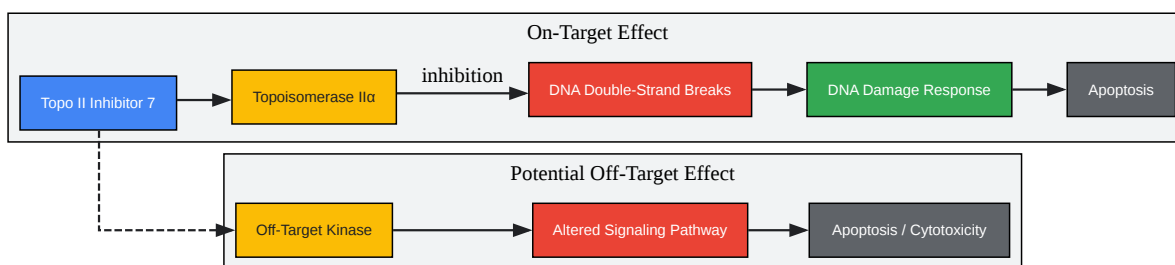 On-Target Effect
Topo II Inhibitor 7
Topoisomerase IIα
inhibition
DNA Double-Strand Breaks
DNA Damage Response
Apoptosis
Potential Off-Target Effect
Off-Target Kinase
Altered Signaling Pathway
Apoptosis / Cytotoxicity